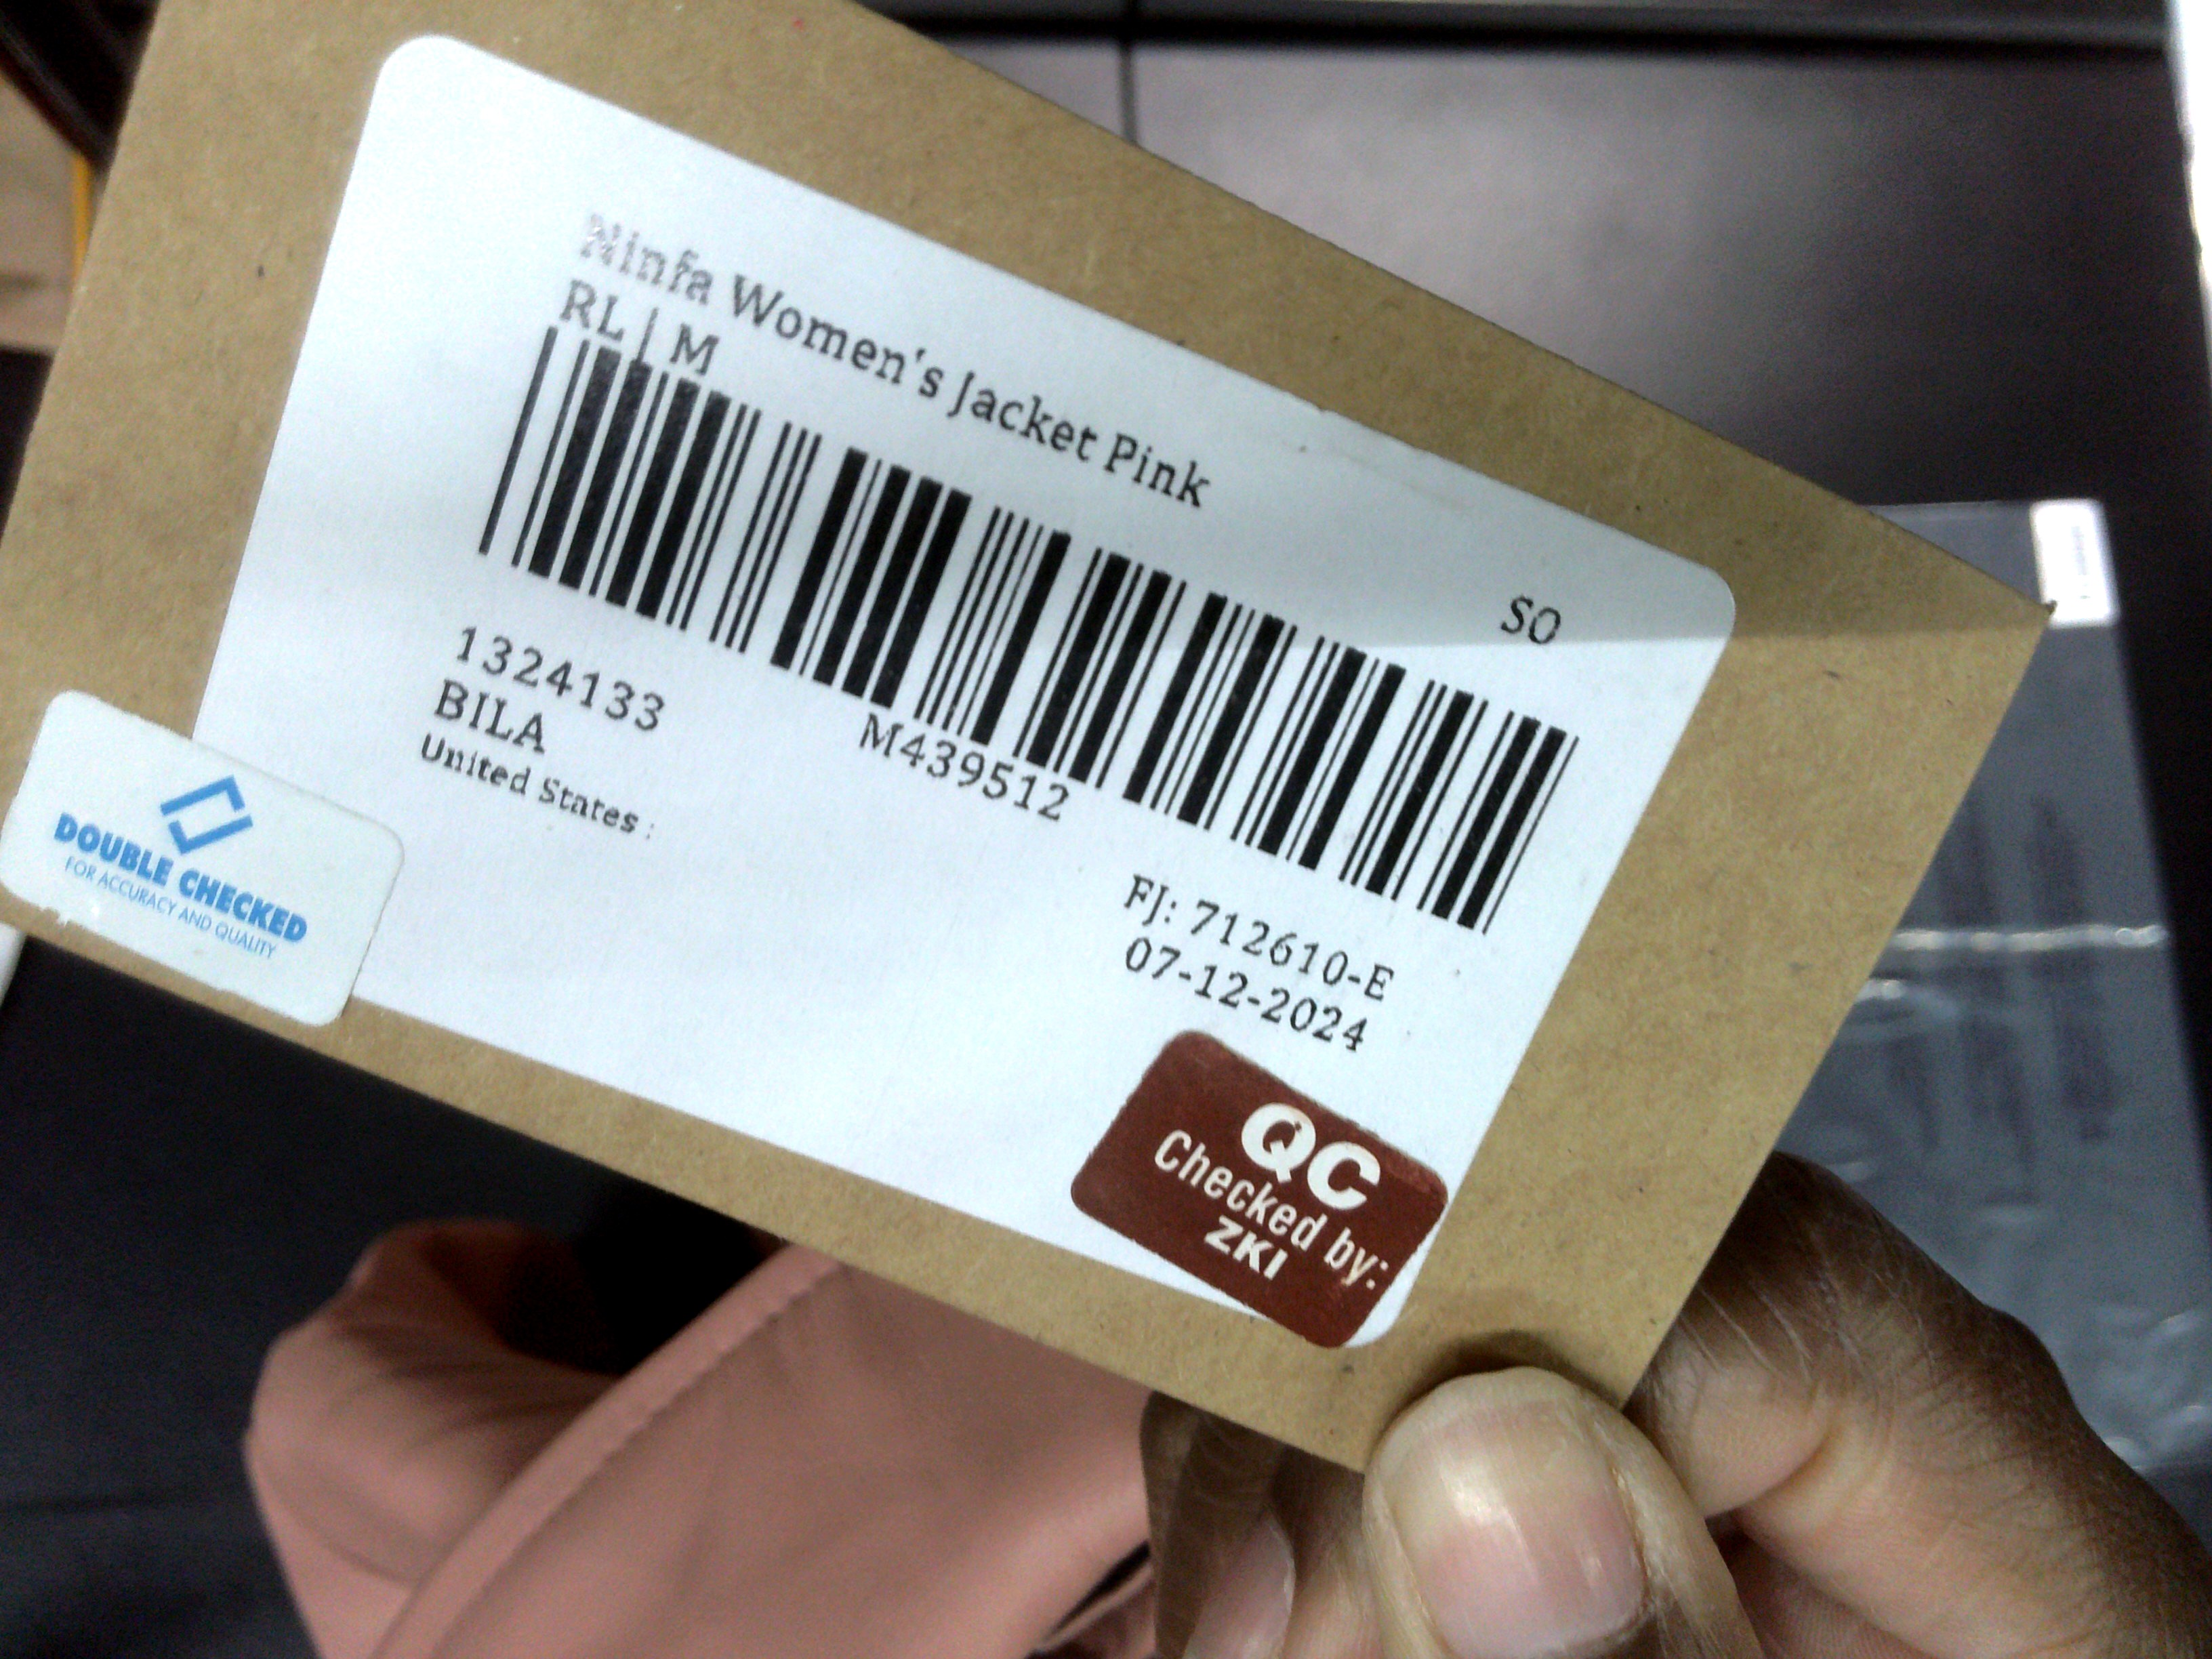 Ninfa Women's Jacket Pink
RL | M
SO
1324133
M439512
BILA
United States :
FJ: 712610-E
07-12-2024
DOUBLE CHECKED
FOR ACCURACY AND QUALITY
QC
Checked by:
ZKI